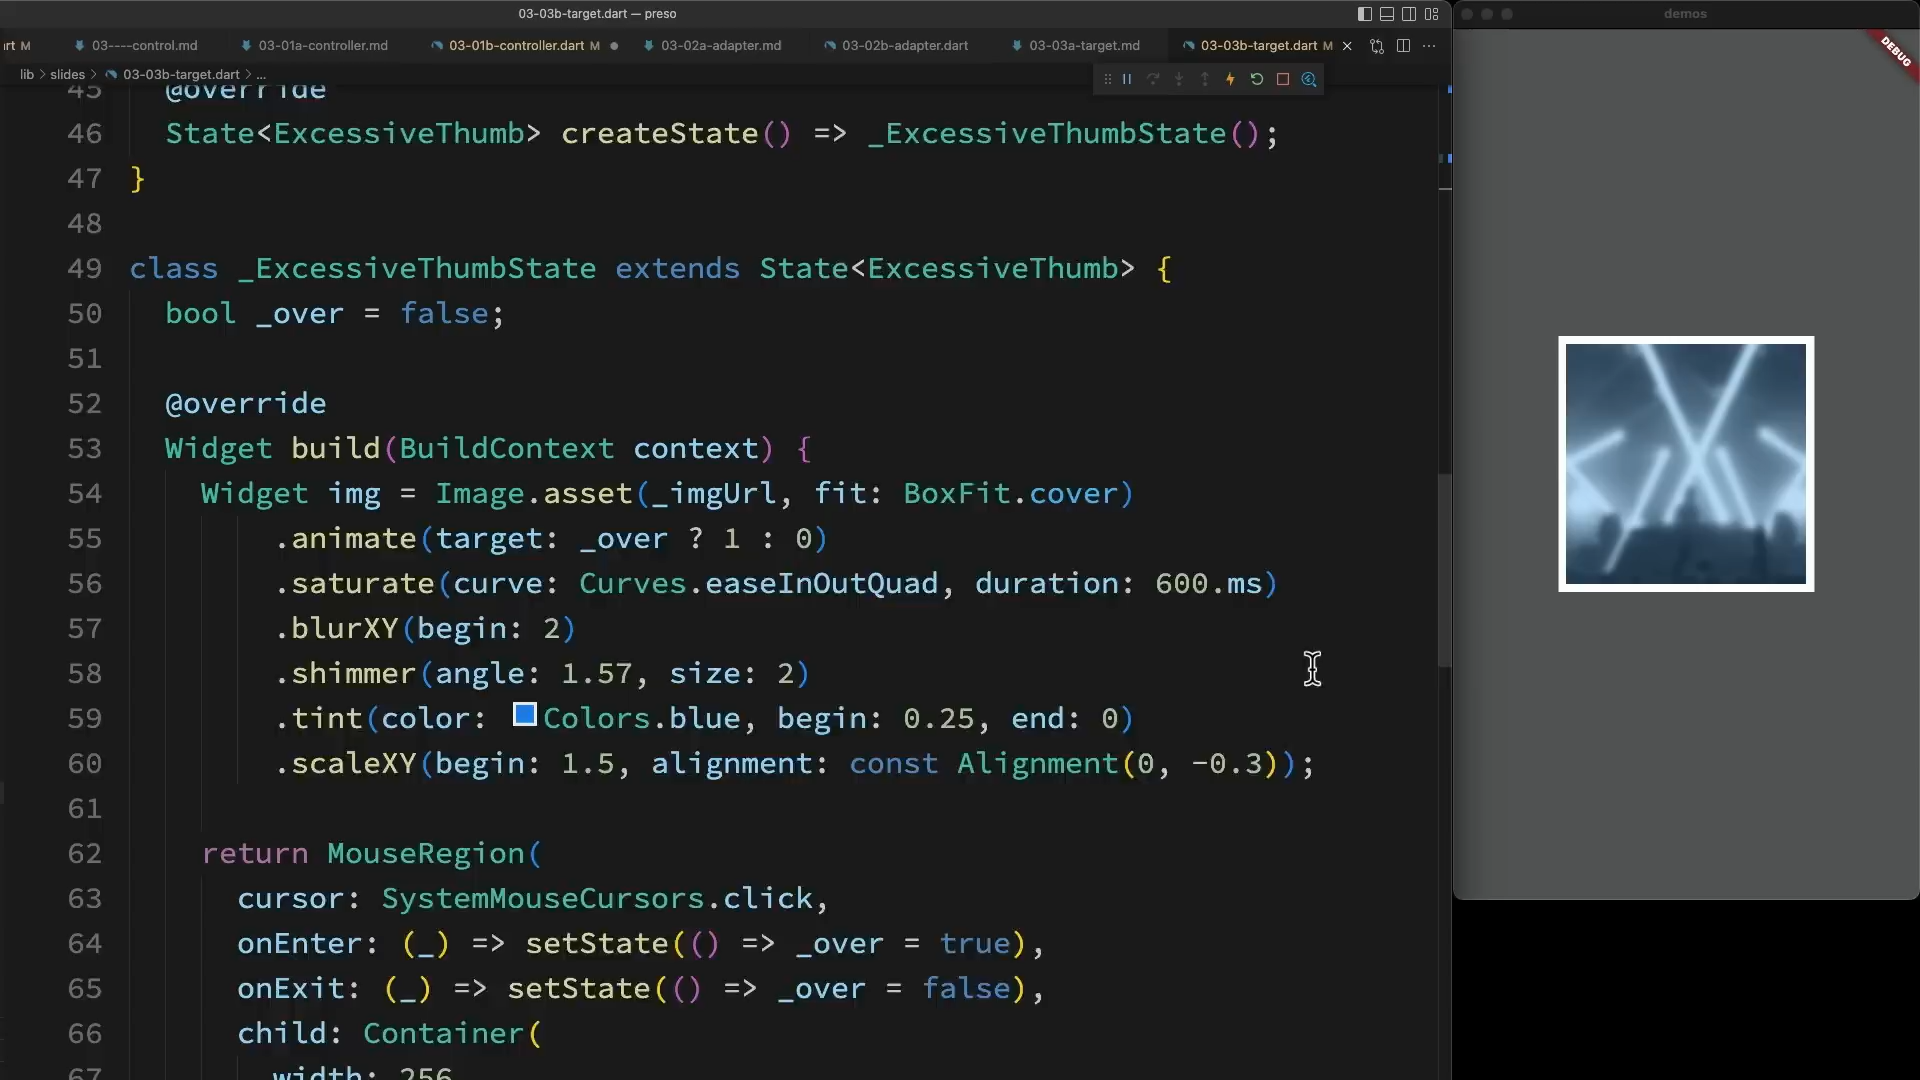 03-03b-target.dart — preso
demos
rt M
03----control.md
03-01a-controller.md
03-01b-controller.dart M
03-02a-adapter.md
03-02b-adapter.dart
03-03a-target.md
03-03b-target.dart M
lib > slides > 03-03b-target.dart > ...
DEBUG
45 @override
46 State<ExcessiveThumb> createState() => _ExcessiveThumbState();
47 }
48
49 class _ExcessiveThumbState extends State<ExcessiveThumb> {
50 bool _over = false;
51
52 @override
53 Widget build(BuildContext context) {
54 Widget img = Image.asset(_imgUrl, fit: BoxFit.cover)
55 .animate(target: _over ? 1 : 0)
56 .saturate(curve: Curves.easeInOutQuad, duration: 600.ms)
57 .blurXY(begin: 2)
58 .shimmer(angle: 1.57, size: 2)
59 .tint(color: Colors.blue, begin: 0.25, end: 0)
60 .scaleXY(begin: 1.5, alignment: const Alignment(0, -0.3));
61
62 return MouseRegion(
63 cursor: SystemMouseCursors.click,
64 onEnter: (_) => setState(() => _over = true),
65 onExit: (_) => setState(() => _over = false),
66 child: Container(
67 width: 256